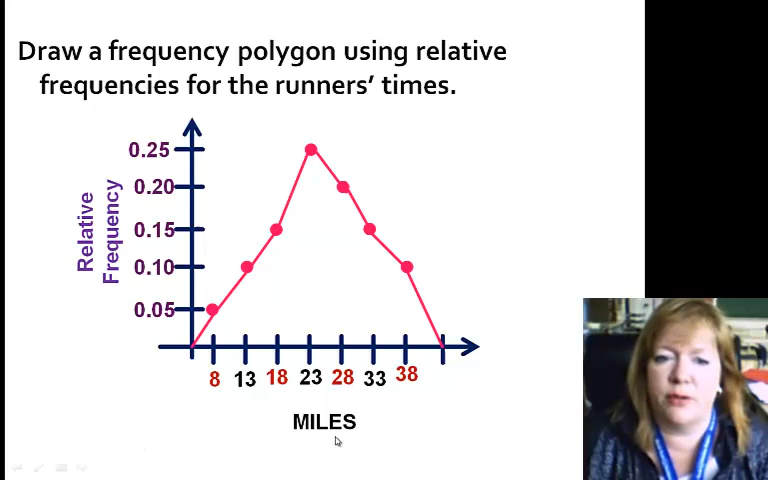 Draw a frequency polygon using relative
frequencies for the runners' times.
0.25
0.20
0.15
0.10
0.05
Relative
Frequency
8 13 18 23 28 33 38
MILES